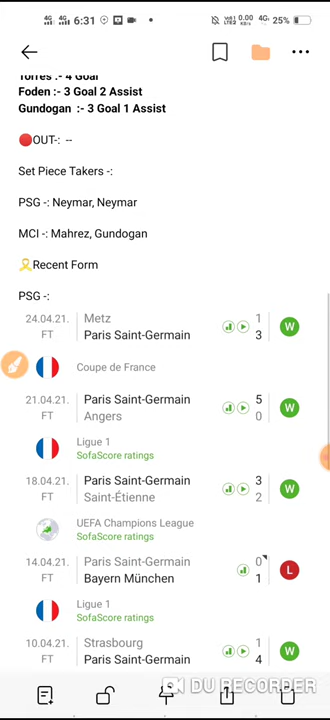 6:31
Vo) 0.00 KB/s 4G 25%
Torres :- 4 Goal
Foden :- 3 Goal 2 Assist
Gundogan :- 3 Goal 1 Assist
🔴OUT-: --
Set Piece Takers -:
PSG -: Neymar, Neymar
MCI -: Mahrez, Gundogan
🎗️Recent Form
PSG -:
24.04.21. Metz 1
FT Paris Saint-Germain 3 W
Coupe de France
21.04.21. Paris Saint-Germain 5 W
FT Angers 0
Ligue 1
SofaScore ratings
18.04.21. Paris Saint-Germain 3 W
FT Saint-Étienne 2
UEFA Champions League
SofaScore ratings
14.04.21. Paris Saint-Germain 0
FT Bayern München 1 L
Ligue 1
SofaScore ratings
10.04.21. Strasbourg 1
FT Paris Saint-Germain 4 W
DU RECORDER